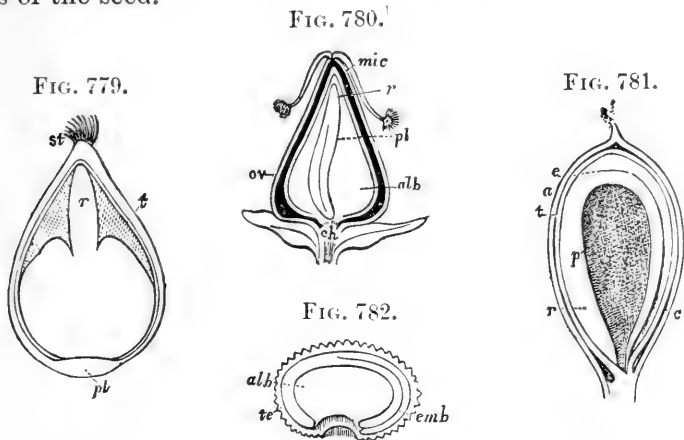 s of the seed.
FIG. 780.¹
FIG. 779.
FIG. 781.
mic
r
pl
ov
alb
ch
st
r
t
pl
e
a
t
p
r
c
FIG. 782.
alb
te
emb